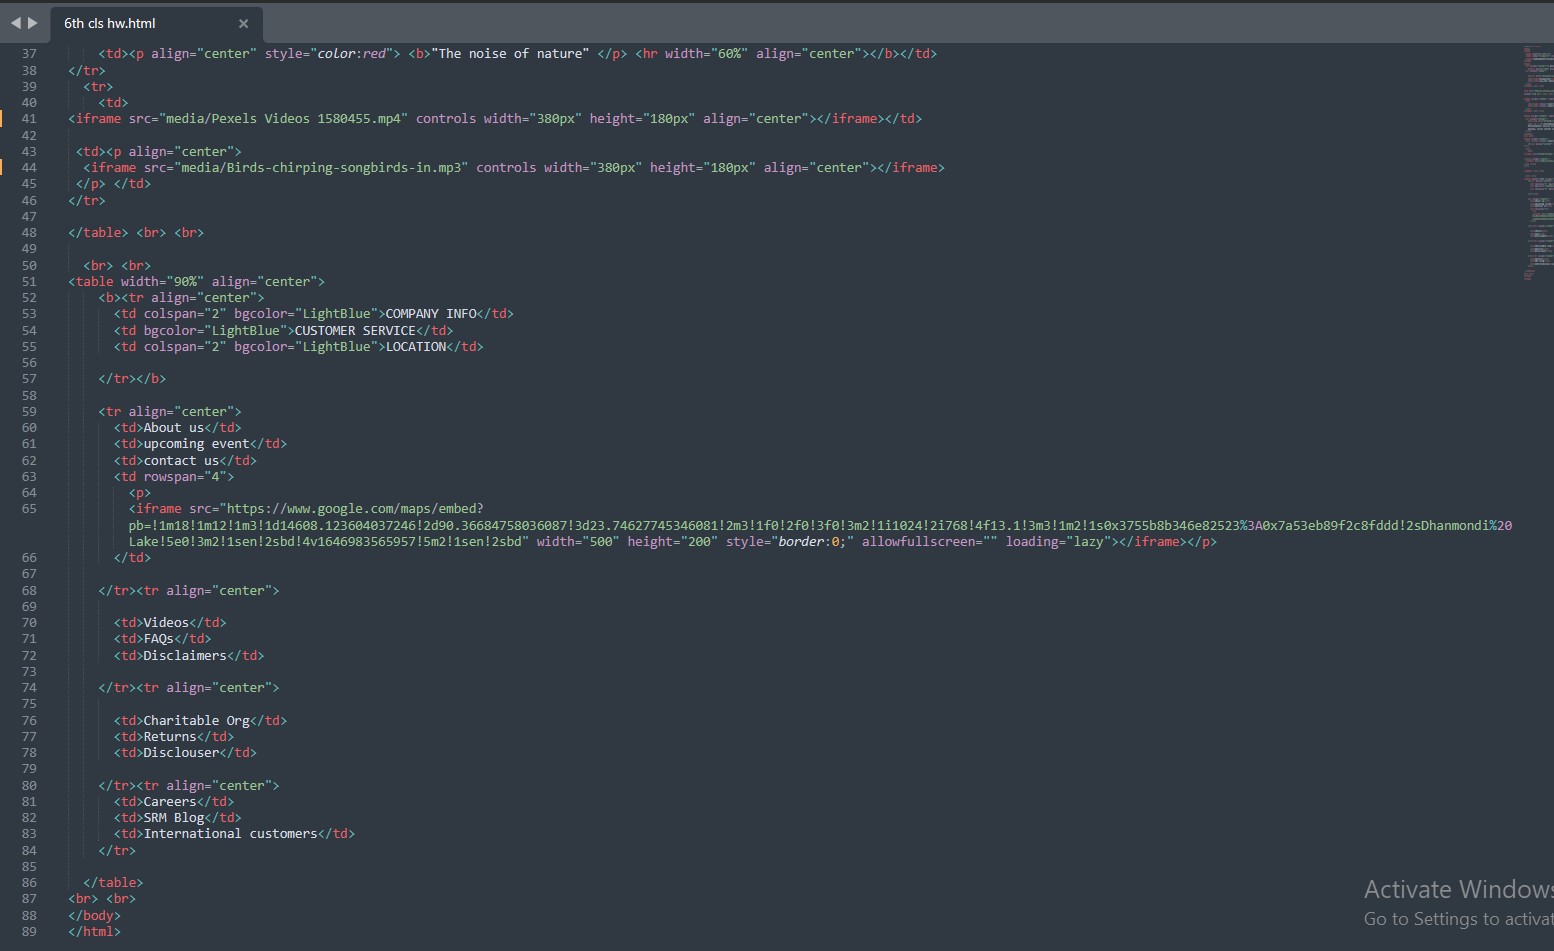 6th cls hw.html
37 <td><p align="center" style="color:red"> <b>"The noise of nature" </p> <hr width="60%" align="center"></b></td>
38 </tr>
39 <tr>
40 <td>
41 <iframe src="media/Pexels Videos 1580455.mp4" controls width="380px" height="180px" align="center"></iframe></td>
42
43 <td><p align="center">
44 <iframe src="media/Birds-chirping-songbirds-in.mp3" controls width="380px" height="180px" align="center"></iframe>
45 </p> </td>
46 </tr>
47
48 </table> <br> <br>
49
50 <br> <br>
51 <table width="90%" align="center">
52 <b><tr align="center">
53 <td colspan="2" bgcolor="LightBlue">COMPANY INFO</td>
54 <td bgcolor="LightBlue">CUSTOMER SERVICE</td>
55 <td colspan="2" bgcolor="LightBlue">LOCATION</td>
56
57 </tr></b>
58
59 <tr align="center">
60 <td>About us</td>
61 <td>upcoming event</td>
62 <td>contact us</td>
63 <td rowspan="4">
64 <p>
65 <iframe src="https://www.google.com/maps/embed?
pb=!1m18!1m12!1m3!1d14608.123604037246!2d90.36684758036087!3d23.74627745346081!2m3!1f0!2f0!3f0!3m2!1i1024!2i768!4f13.1!3m3!1m2!1s0x3755b8b346e82523%3A0x7a53eb89f2c8fddd!2sDhanmondi%20
Lake!5e0!3m2!1sen!2sbd!4v1646983565957!5m2!1sen!2sbd" width="500" height="200" style="border:0;" allowfullscreen="" loading="lazy"></iframe></p>
66 </td>
67
68 </tr><tr align="center">
69
70 <td>Videos</td>
71 <td>FAQs</td>
72 <td>Disclaimers</td>
73
74 </tr><tr align="center">
75
76 <td>Charitable Org</td>
77 <td>Returns</td>
78 <td>Disclouser</td>
79
80 </tr><tr align="center">
81 <td>Careers</td>
82 <td>SRM Blog</td>
83 <td>International customers</td>
84 </tr>
85
86 </table>
87 <br> <br>
88 </body>
89 </html>
Activate Windows
Go to Settings to activat